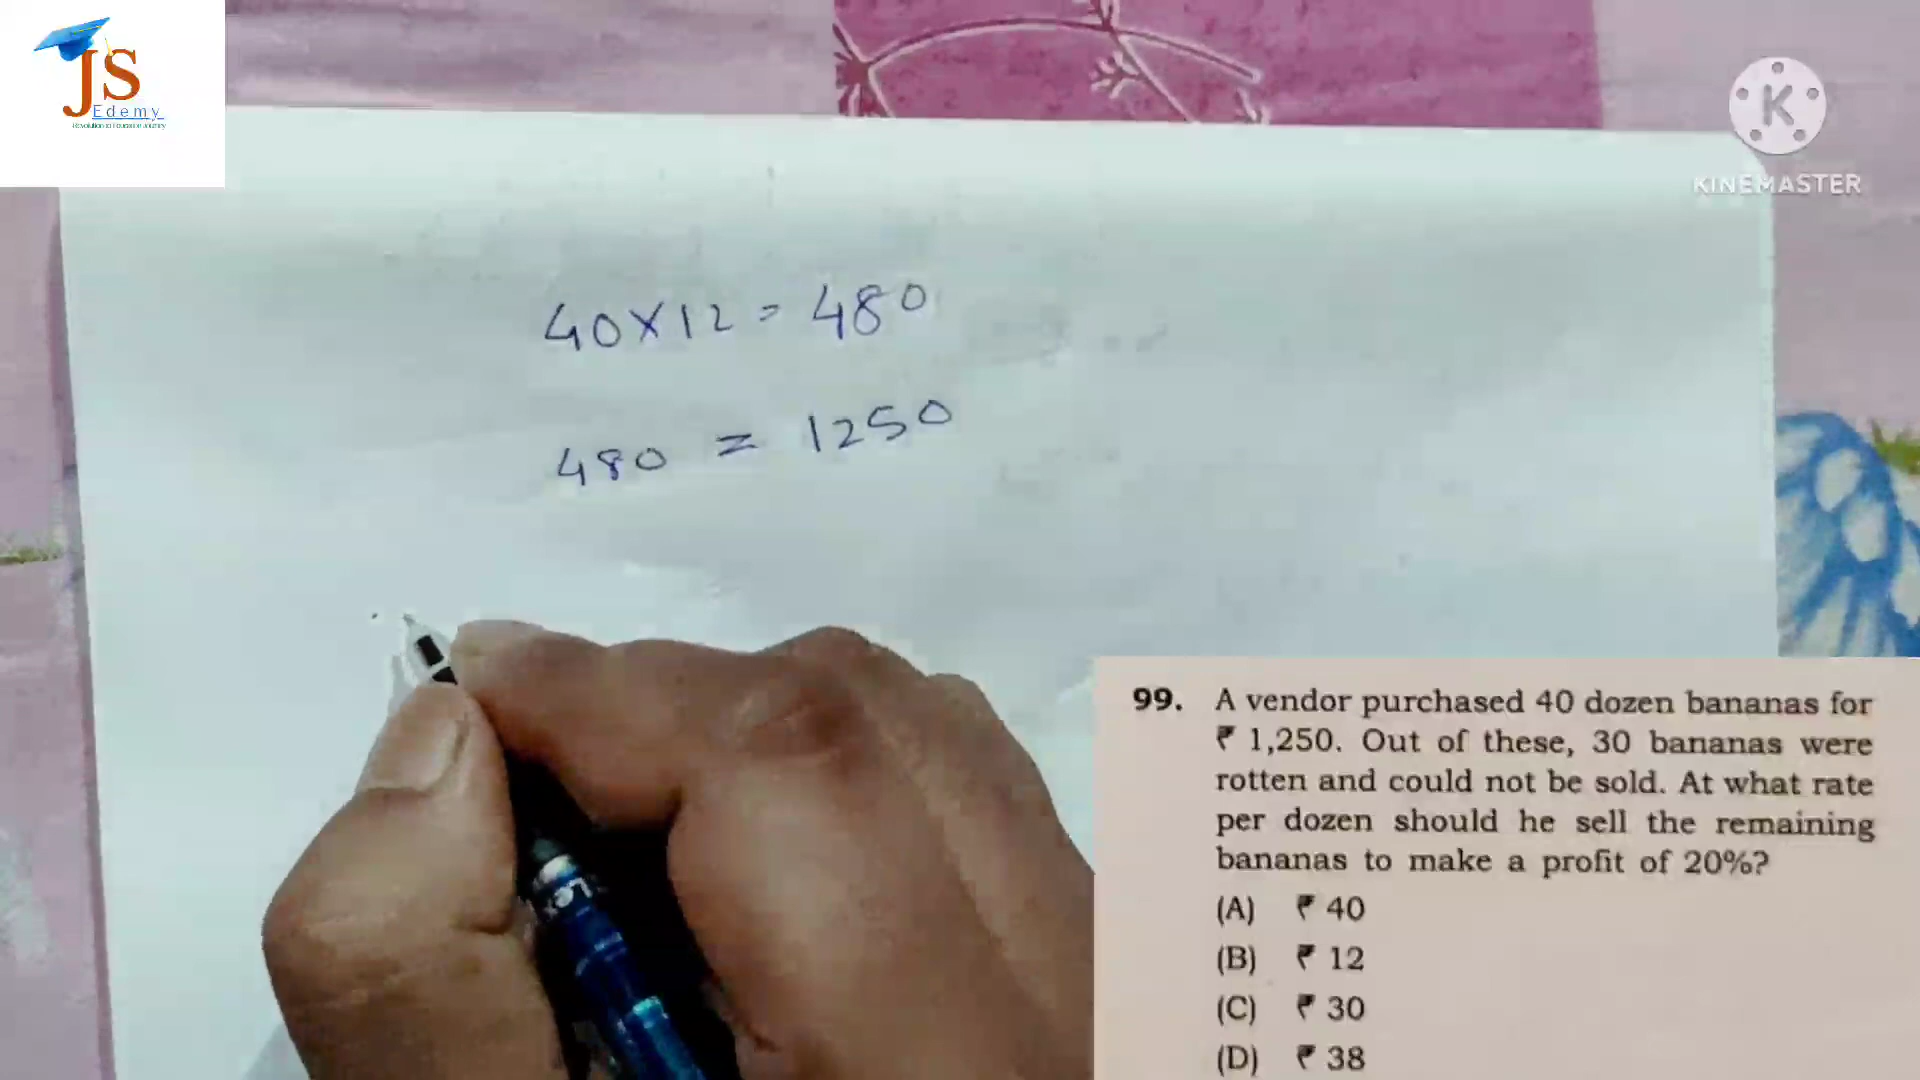 JS
Edemy
K
KINEMASTER
40×12 = 480
480 = 1250
99. A vendor purchased 40 dozen bananas for
₹ 1,250. Out of these, 30 bananas were
rotten and could not be sold. At what rate
per dozen should he sell the remaining
bananas to make a profit of 20%?
(A) ₹ 40
(B) ₹ 12
(C) ₹ 30
(D) ₹ 38